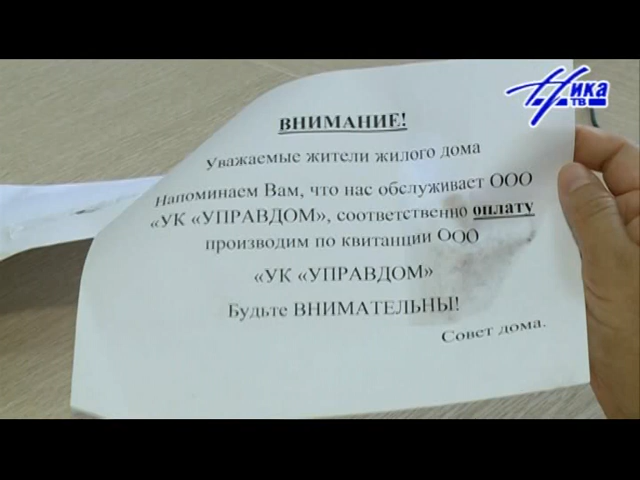 Ника
ТВ
ВНИМАНИЕ!
Уважаемые жители жилого дома
Напоминаем Вам, что нас обслуживает ООО
«УК «УПРАВДОМ», соответственно оплату
производим по квитанции ООО
«УК «УПРАВДОМ»
Будьте ВНИМАТЕЛЬНЫ!
Совет дома.